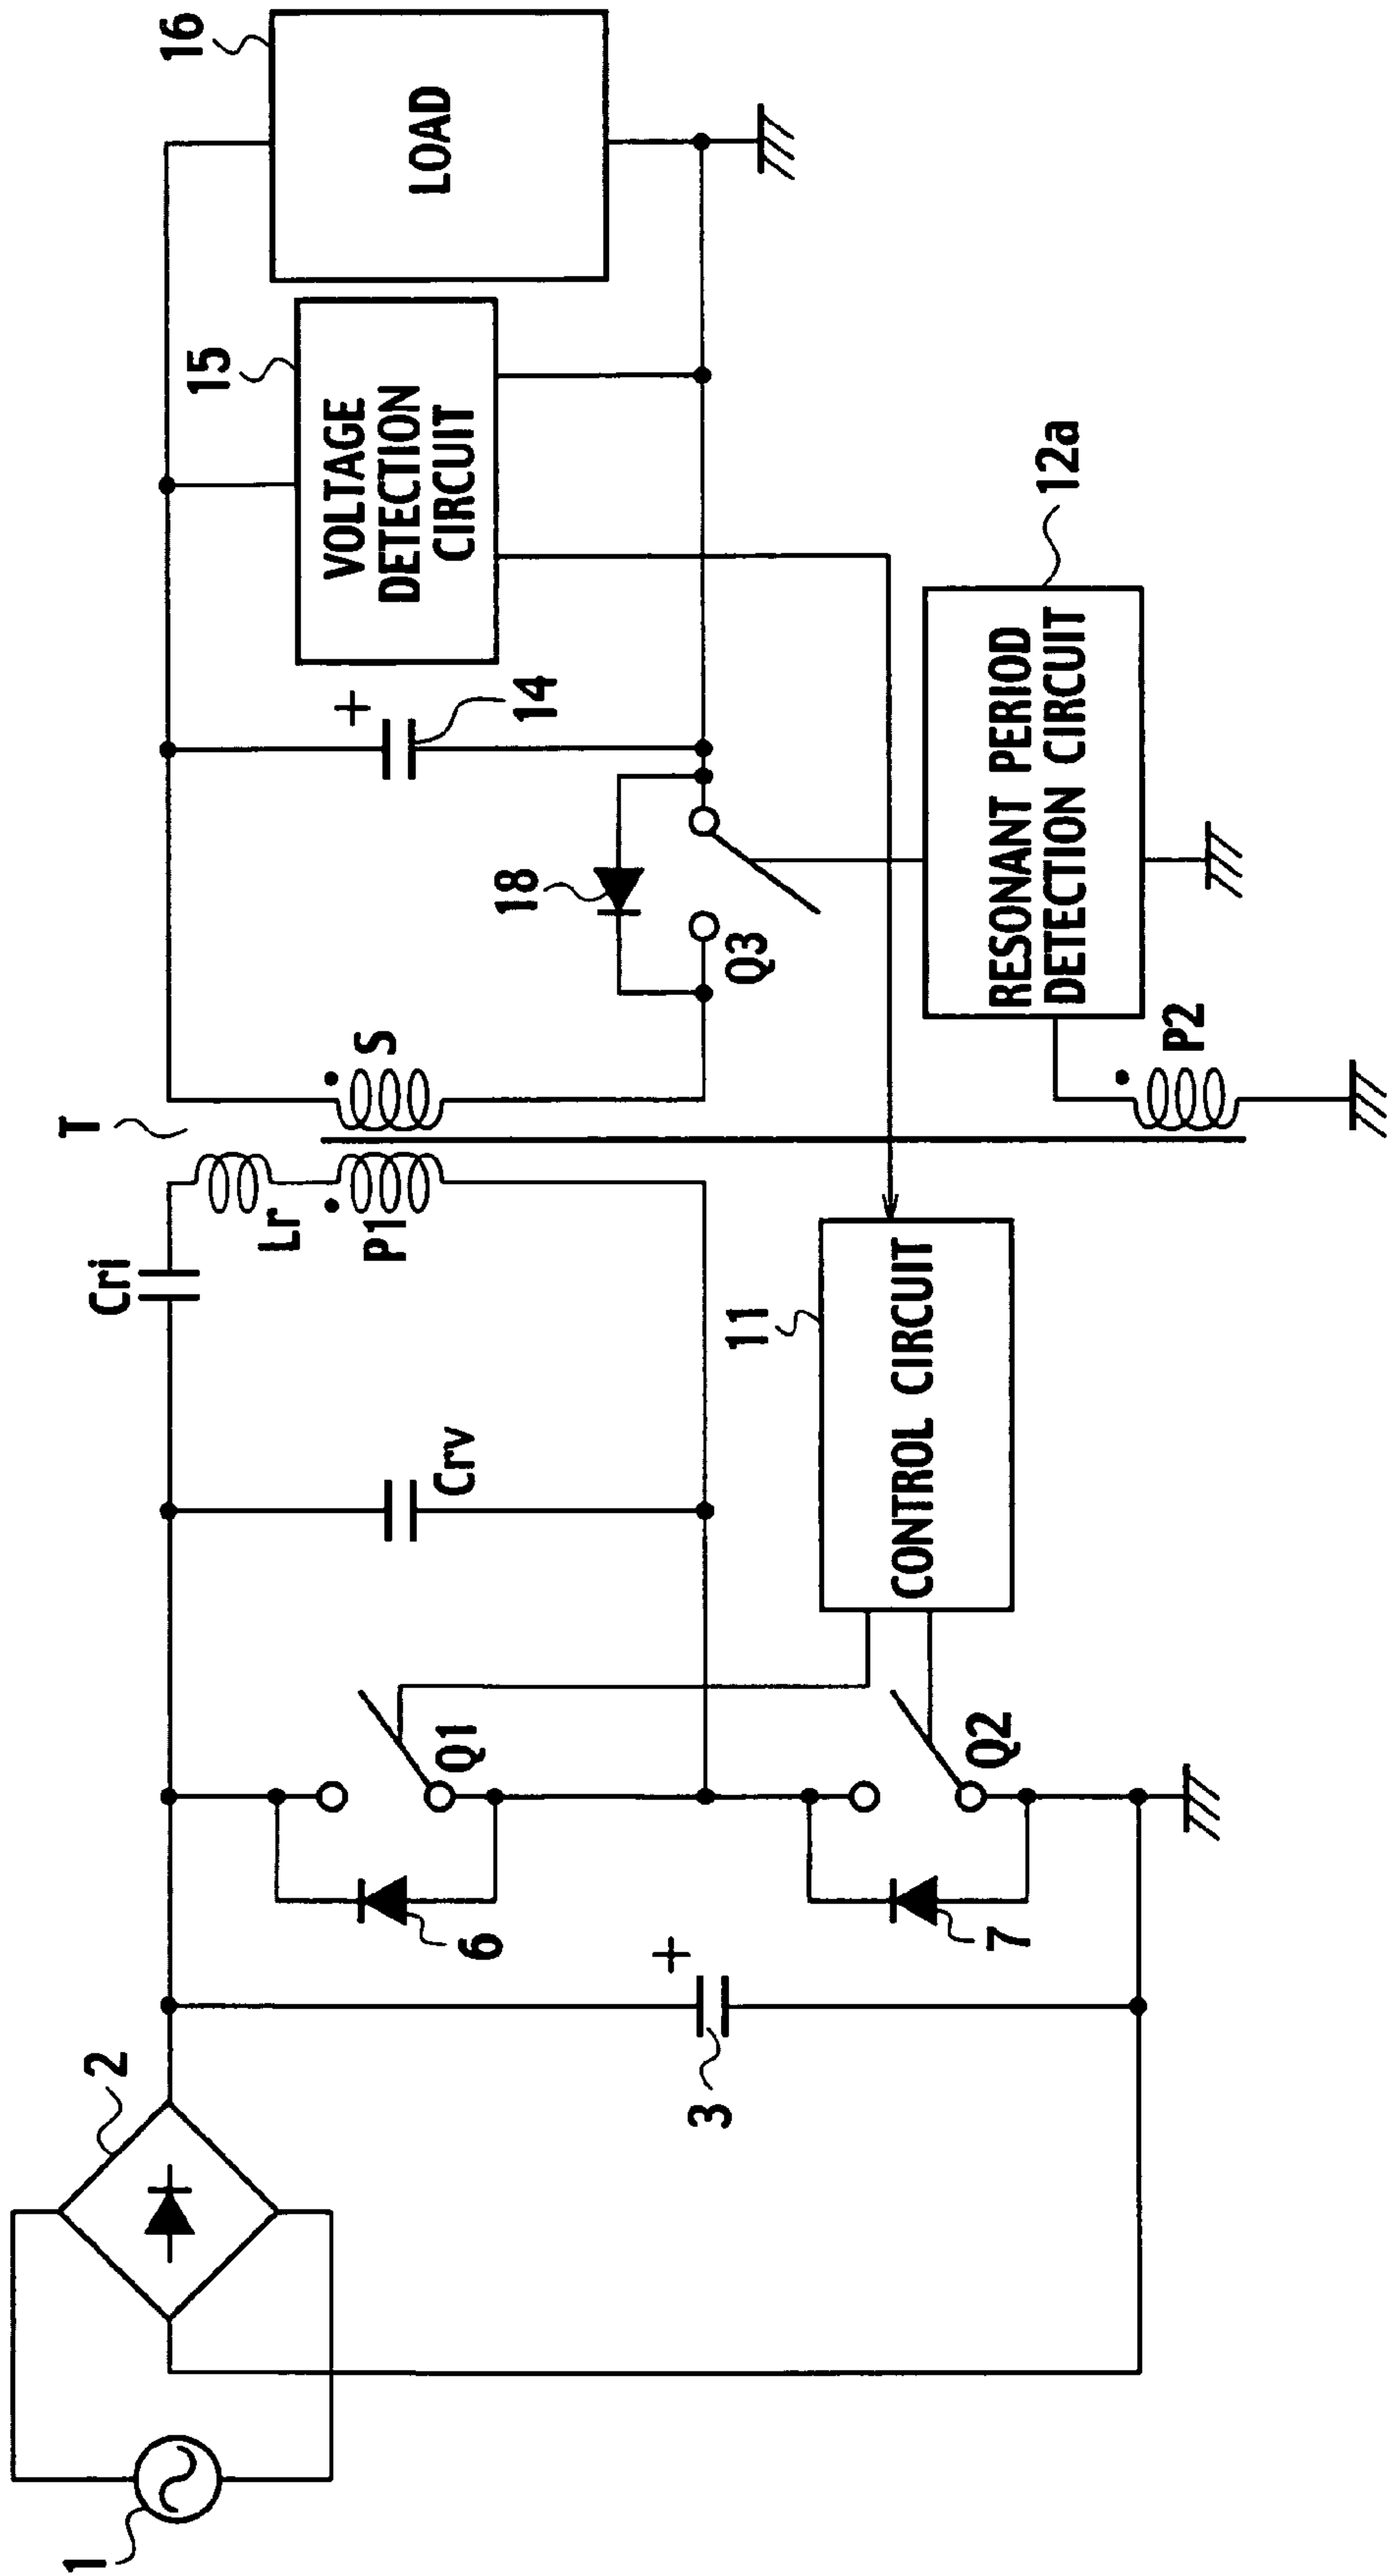 1
2
3
6
7
Q1
Q2
Crv
Cri
Lr
P1
T
S
11
CONTROL CIRCUIT
18
Q3
+
14
+
15
VOLTAGE
DETECTION
CIRCUIT
16
LOAD
12a
RESONANT PERIOD
DETECTION CIRCUIT
P2